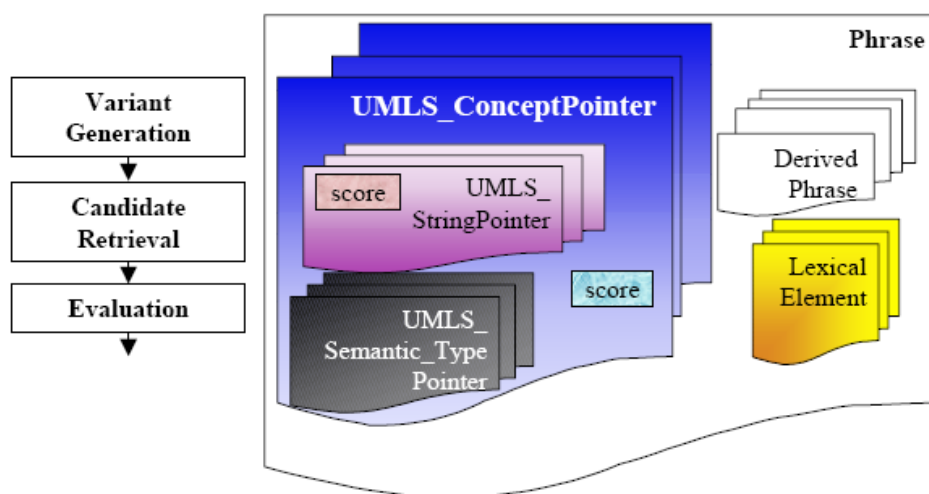 Variant
Generation
Candidate
Retrieval
Evaluation
Phrase
UMLS_ConceptPointer
score
UMLS_
StringPointer
score
UMLS_
Semantic_Type
Pointer
Derived
Phrase
Lexical
Element